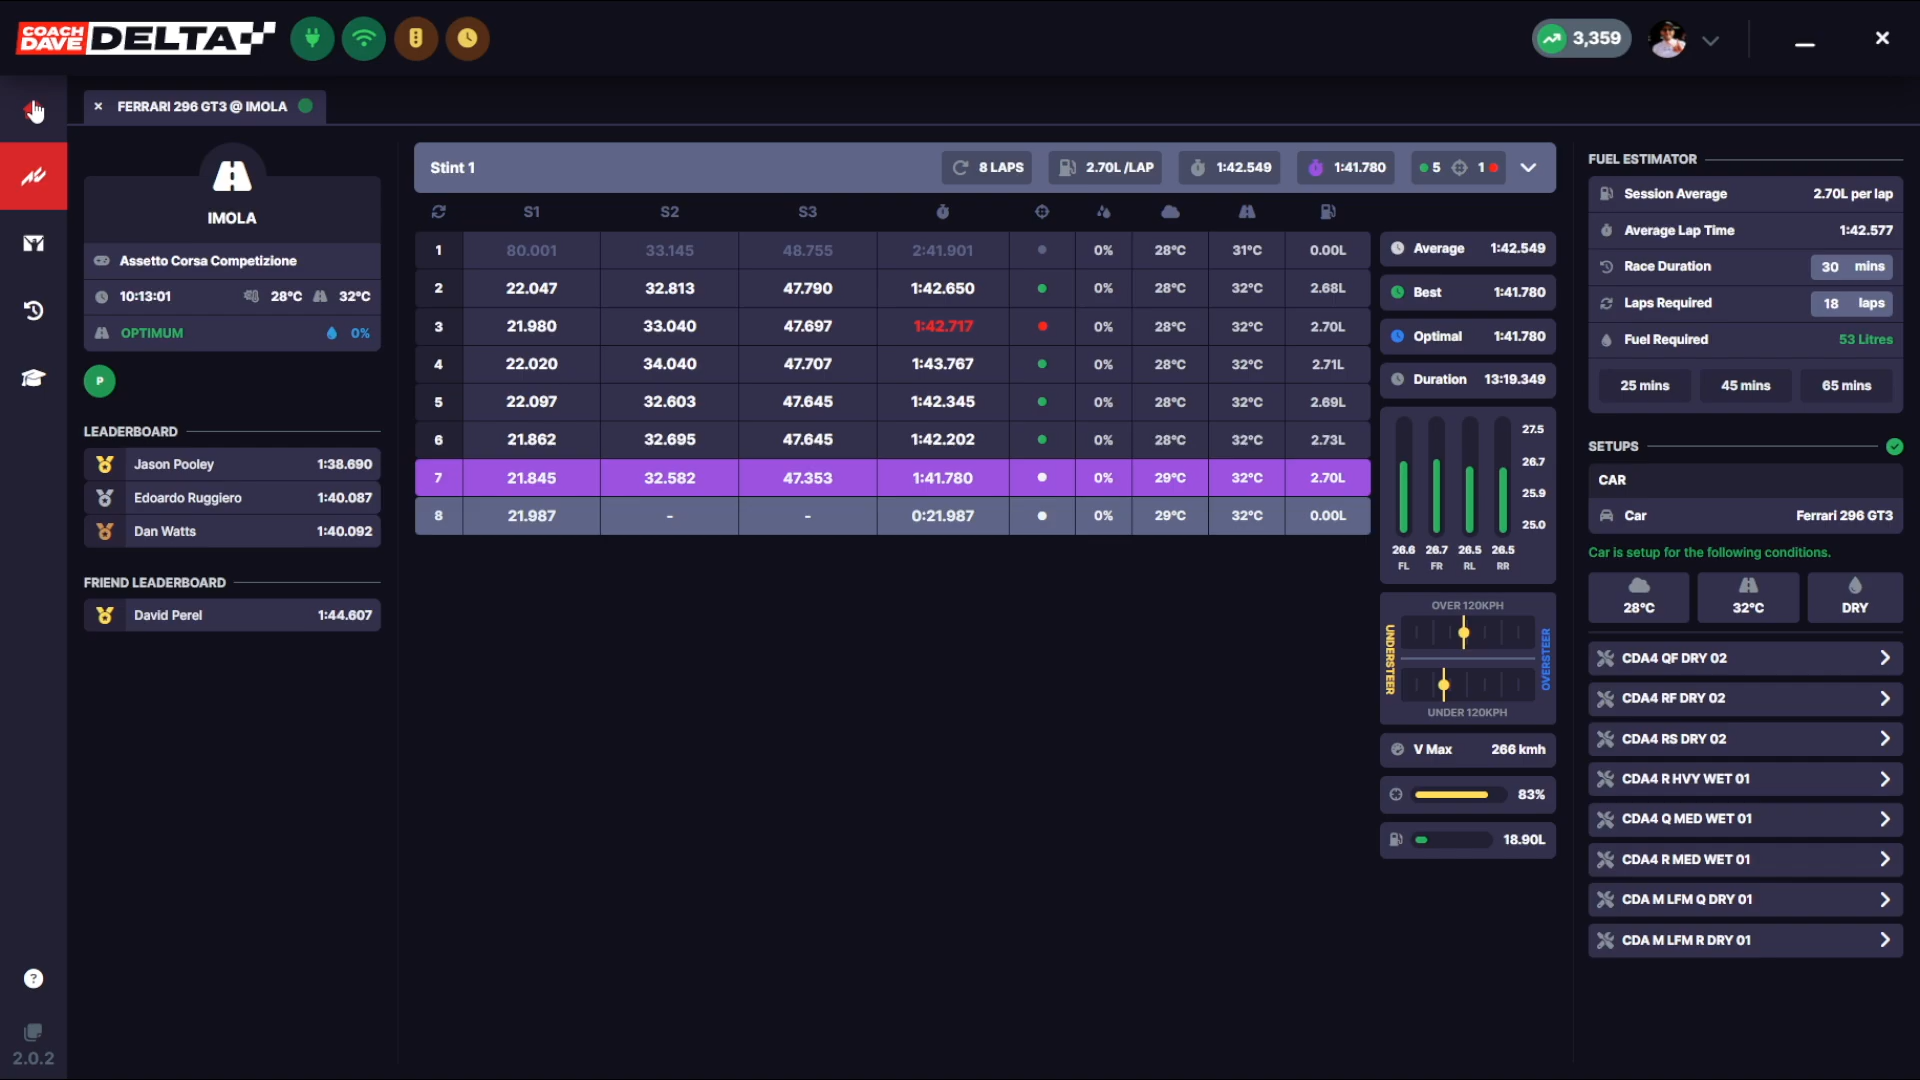 COACH DAVE DELTA
3,359
FERRARI 296 GT3 @ IMOLA
IMOLA
Assetto Corsa Competizione
10:13:01 28°C 32°C
OPTIMUM 0%
P
LEADERBOARD
Jason Pooley 1:38.690
Edoardo Ruggiero 1:40.087
Dan Watts 1:40.092
FRIEND LEADERBOARD
David Perel 1:44.607
?
2.0.2
Stint 1 8 LAPS 2.70L /LAP 1:42.549 1:41.780 5 1
S1 S2 S3
1 80.001 33.145 48.755 2:41.901 0% 28°C 31°C 0.00L
2 22.047 32.813 47.790 1:42.650 0% 28°C 32°C 2.68L
3 21.980 33.040 47.697 1:42.717 0% 28°C 32°C 2.70L
4 22.020 34.040 47.707 1:43.767 0% 28°C 32°C 2.71L
5 22.097 32.603 47.645 1:42.345 0% 28°C 32°C 2.69L
6 21.862 32.695 47.645 1:42.202 0% 28°C 32°C 2.73L
7 21.845 32.582 47.353 1:41.780 0% 29°C 32°C 2.70L
8 21.987 - - 0:21.987 0% 29°C 32°C 0.00L
Average 1:42.549
Best 1:41.780
Optimal 1:41.780
Duration 13:19.349
27.5
26.7
25.9
25.0
26.6 26.7 26.5 26.5
FL FR RL RR
OVER 120KPH
UNDERSTEER
OVERSTEER
UNDER 120KPH
V Max 266 kmh
83%
18.90L
FUEL ESTIMATOR
Session Average 2.70L per lap
Average Lap Time 1:42.577
Race Duration 30 mins
Laps Required 18 laps
Fuel Required 53 Litres
25 mins 45 mins 65 mins
SETUPS
CAR
Car Ferrari 296 GT3
Car is setup for the following conditions.
28°C 32°C DRY
CDA4 QF DRY 02
CDA4 RF DRY 02
CDA4 RS DRY 02
CDA4 R HVY WET 01
CDA4 Q MED WET 01
CDA4 R MED WET 01
CDA M LFM Q DRY 01
CDA M LFM R DRY 01